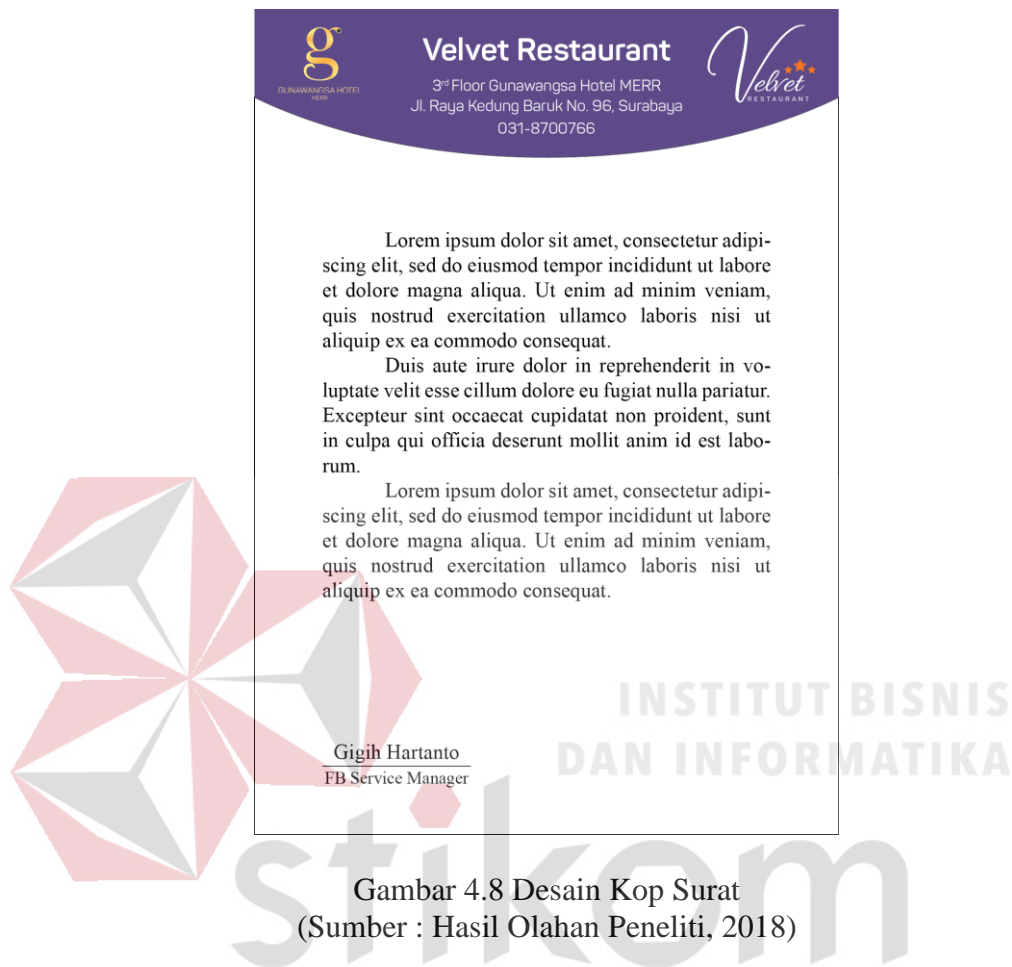 g
GUNAWANGSA HOTEL
MERR
Velvet Restaurant
3rd Floor Gunawangsa Hotel MERR
Jl. Raya Kedung Baruk No. 96, Surabaya
031-8700766
Velvet
RESTAURANT
Lorem ipsum dolor sit amet, consectetur adipi-
scing elit, sed do eiusmod tempor incididunt ut labore
et dolore magna aliqua. Ut enim ad minim veniam,
quis nostrud exercitation ullamco laboris nisi ut
aliquip ex ea commodo consequat.
Duis aute irure dolor in reprehenderit in vo-
luptate velit esse cillum dolore eu fugiat nulla pariatur.
Excepteur sint occaecat cupidatat non proident, sunt
in culpa qui officia deserunt mollit anim id est labo-
rum.
Lorem ipsum dolor sit amet, consectetur adipi-
scing elit, sed do eiusmod tempor incididunt ut labore
et dolore magna aliqua. Ut enim ad minim veniam,
quis nostrud exercitation ullamco laboris nisi ut
aliquip ex ea commodo consequat.
Gigih Hartanto
FB Service Manager
INSTITUT BISNIS
DAN INFORMATIKA
stikom
Gambar 4.8 Desain Kop Surat
(Sumber : Hasil Olahan Peneliti, 2018)